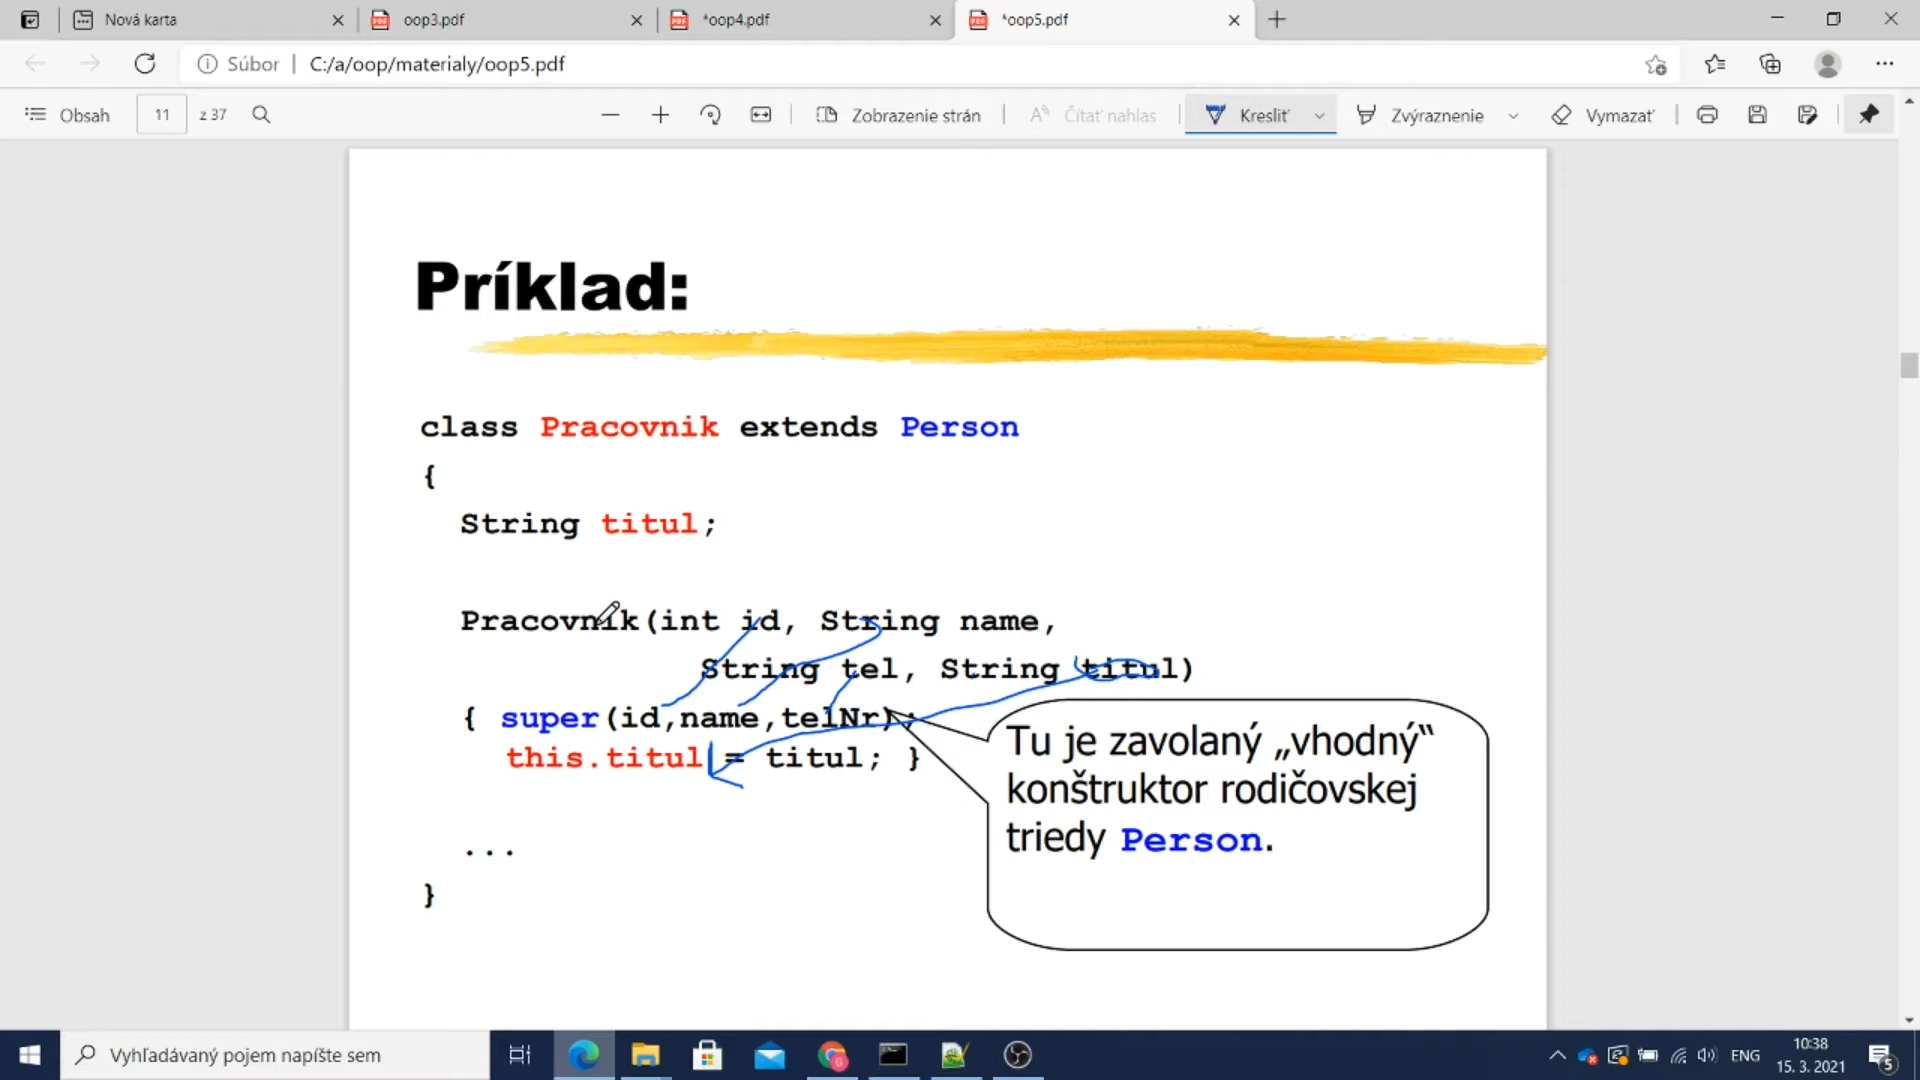 Nová karta
oop3.pdf
*oop4.pdf
*oop5.pdf
Súbor
C:/a/oop/materialy/oop5.pdf
Obsah
11
z 37
Zobrazenie strán
Čítať nahlas
Kresliť
Zvýraznenie
Vymazať
Príklad:
class Pracovnik extends Person
{
String titul;
Pracovnik(int id, String name,
String tel, String titul)
{ super(id,name,telNr);
this.titul = titul; }
...
}
Tu je zavolaný „vhodný“
konštruktor rodičovskej
triedy Person.
Vyhľadávaný pojem napíšte sem
ENG
10:38
15. 3. 2021
5